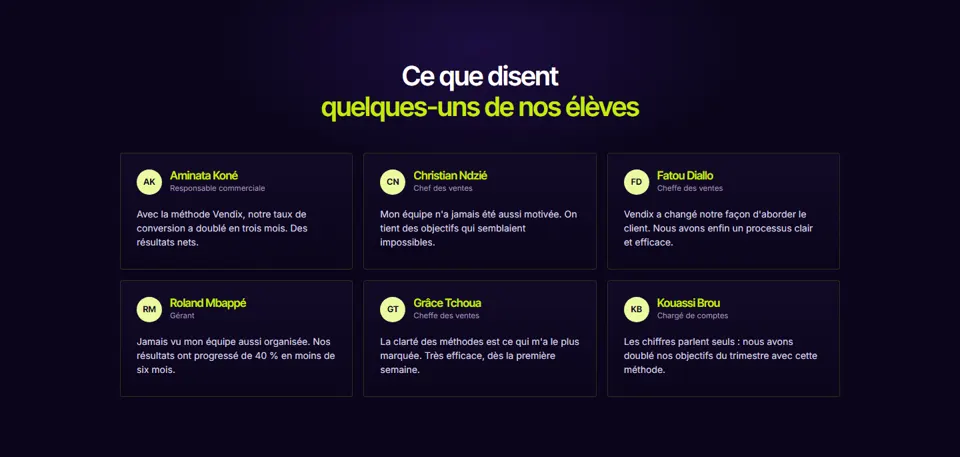 Ce que disent
quelques-uns de nos élèves
AK
Aminata Koné
Responsable commerciale
Avec la méthode Vendix, notre taux de
conversion a doublé en trois mois. Des
résultats nets.
CN
Christian Ndzié
Chef des ventes
Mon équipe n'a jamais été aussi motivée. On
tient des objectifs qui semblaient
impossibles.
FD
Fatou Diallo
Cheffe des ventes
Vendix a changé notre façon d'aborder le
client. Nous avons enfin un processus clair
et efficace.
RM
Roland Mbappé
Gérant
Jamais vu mon équipe aussi organisée. Nos
résultats ont progressé de 40 % en moins de
six mois.
GT
Grâce Tchoua
Cheffe des ventes
La clarté des méthodes est ce qui m'a le plus
marquée. Très efficace, dès la première
semaine.
KB
Kouassi Brou
Chargé de comptes
Les chiffres parlent seuls : nous avons
doublé nos objectifs du trimestre avec cette
méthode.